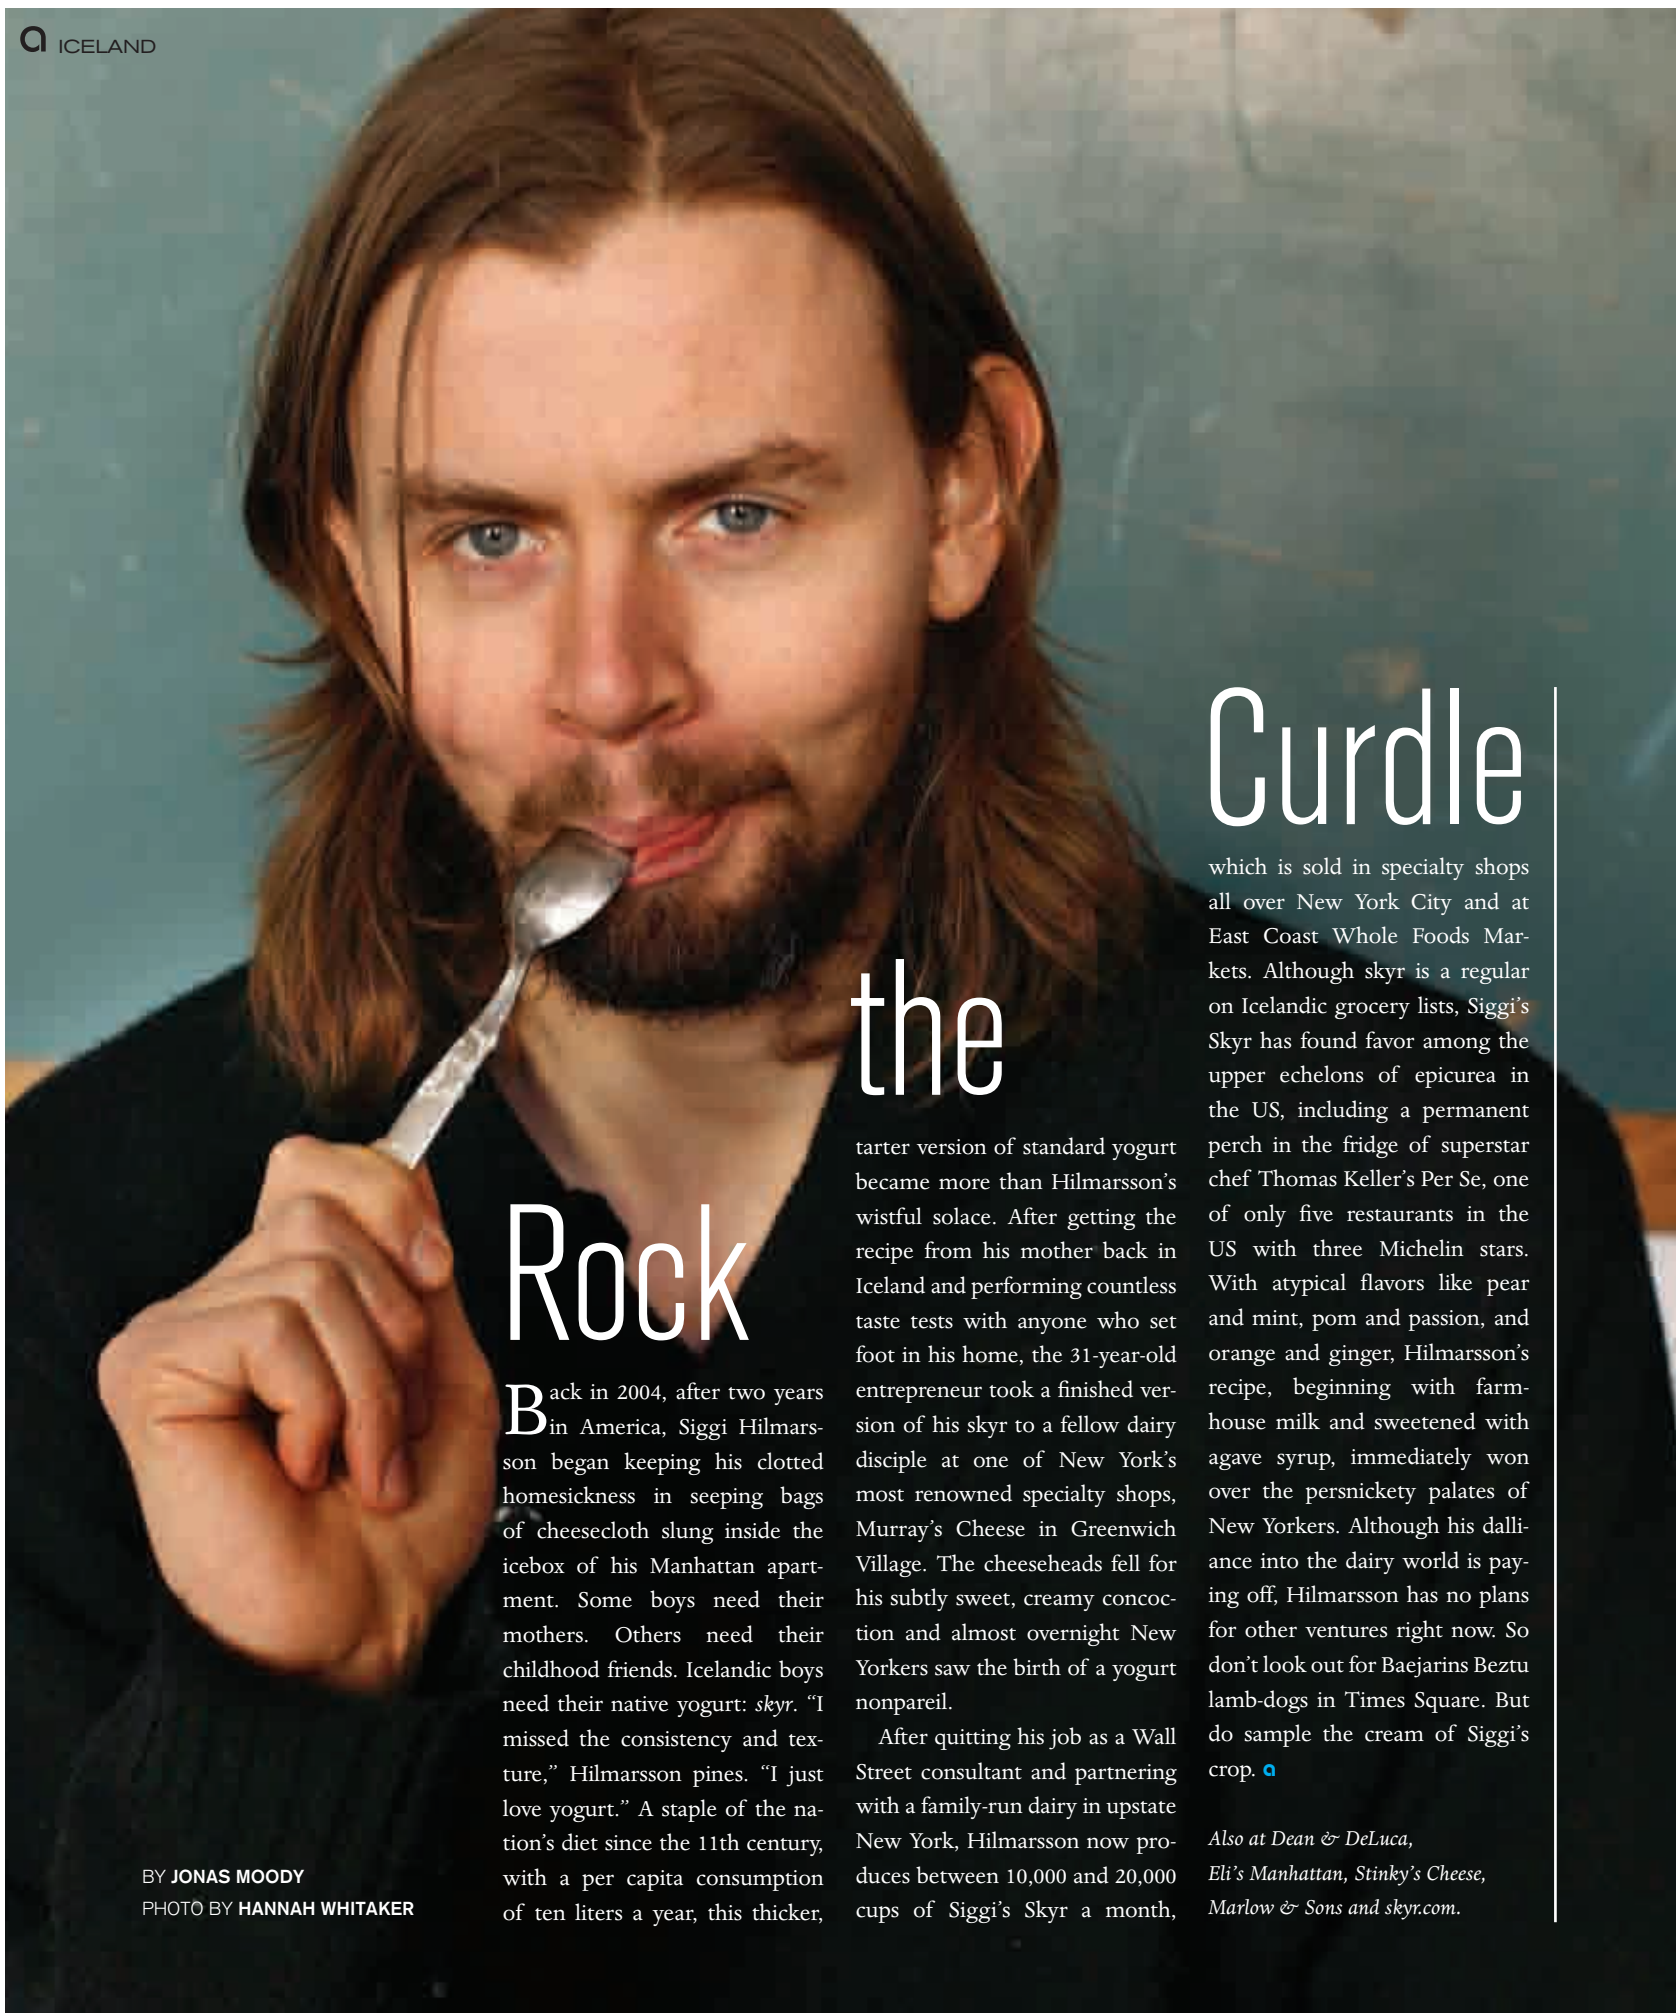 a ICELAND
Rock
the
Curdle
Back in 2004, after two years
in America, Siggi Hilmars-
son began keeping his clotted
homesickness in seeping bags
of cheesecloth slung inside the
icebox of his Manhattan apart-
ment. Some boys need their
mothers. Others need their
childhood friends. Icelandic boys
need their native yogurt: skyr. “I
missed the consistency and tex-
ture,” Hilmarsson pines. “I just
love yogurt.” A staple of the na-
tion’s diet since the 11th century,
with a per capita consumption
of ten liters a year, this thicker,
tarter version of standard yogurt
became more than Hilmarsson’s
wistful solace. After getting the
recipe from his mother back in
Iceland and performing countless
taste tests with anyone who set
foot in his home, the 31-year-old
entrepreneur took a finished ver-
sion of his skyr to a fellow dairy
disciple at one of New York’s
most renowned specialty shops,
Murray’s Cheese in Greenwich
Village. The cheeseheads fell for
his subtly sweet, creamy concoc-
tion and almost overnight New
Yorkers saw the birth of a yogurt
nonpareil.
After quitting his job as a Wall
Street consultant and partnering
with a family-run dairy in upstate
New York, Hilmarsson now pro-
duces between 10,000 and 20,000
cups of Siggi’s Skyr a month,
which is sold in specialty shops
all over New York City and at
East Coast Whole Foods Mar-
kets. Although skyr is a regular
on Icelandic grocery lists, Siggi’s
Skyr has found favor among the
upper echelons of epicurea in
the US, including a permanent
perch in the fridge of superstar
chef Thomas Keller’s Per Se, one
of only five restaurants in the
US with three Michelin stars.
With atypical flavors like pear
and mint, pom and passion, and
orange and ginger, Hilmarsson’s
recipe, beginning with farm-
house milk and sweetened with
agave syrup, immediately won
over the persnickety palates of
New Yorkers. Although his dalli-
ance into the dairy world is pay-
ing off, Hilmarsson has no plans
for other ventures right now. So
don’t look out for Baejarins Beztu
lamb-dogs in Times Square. But
do sample the cream of Siggi’s
crop. a
Also at Dean & DeLuca,
Eli’s Manhattan, Stinky’s Cheese,
Marlow & Sons and skyr.com.
BY JONAS MOODY
PHOTO BY HANNAH WHITAKER